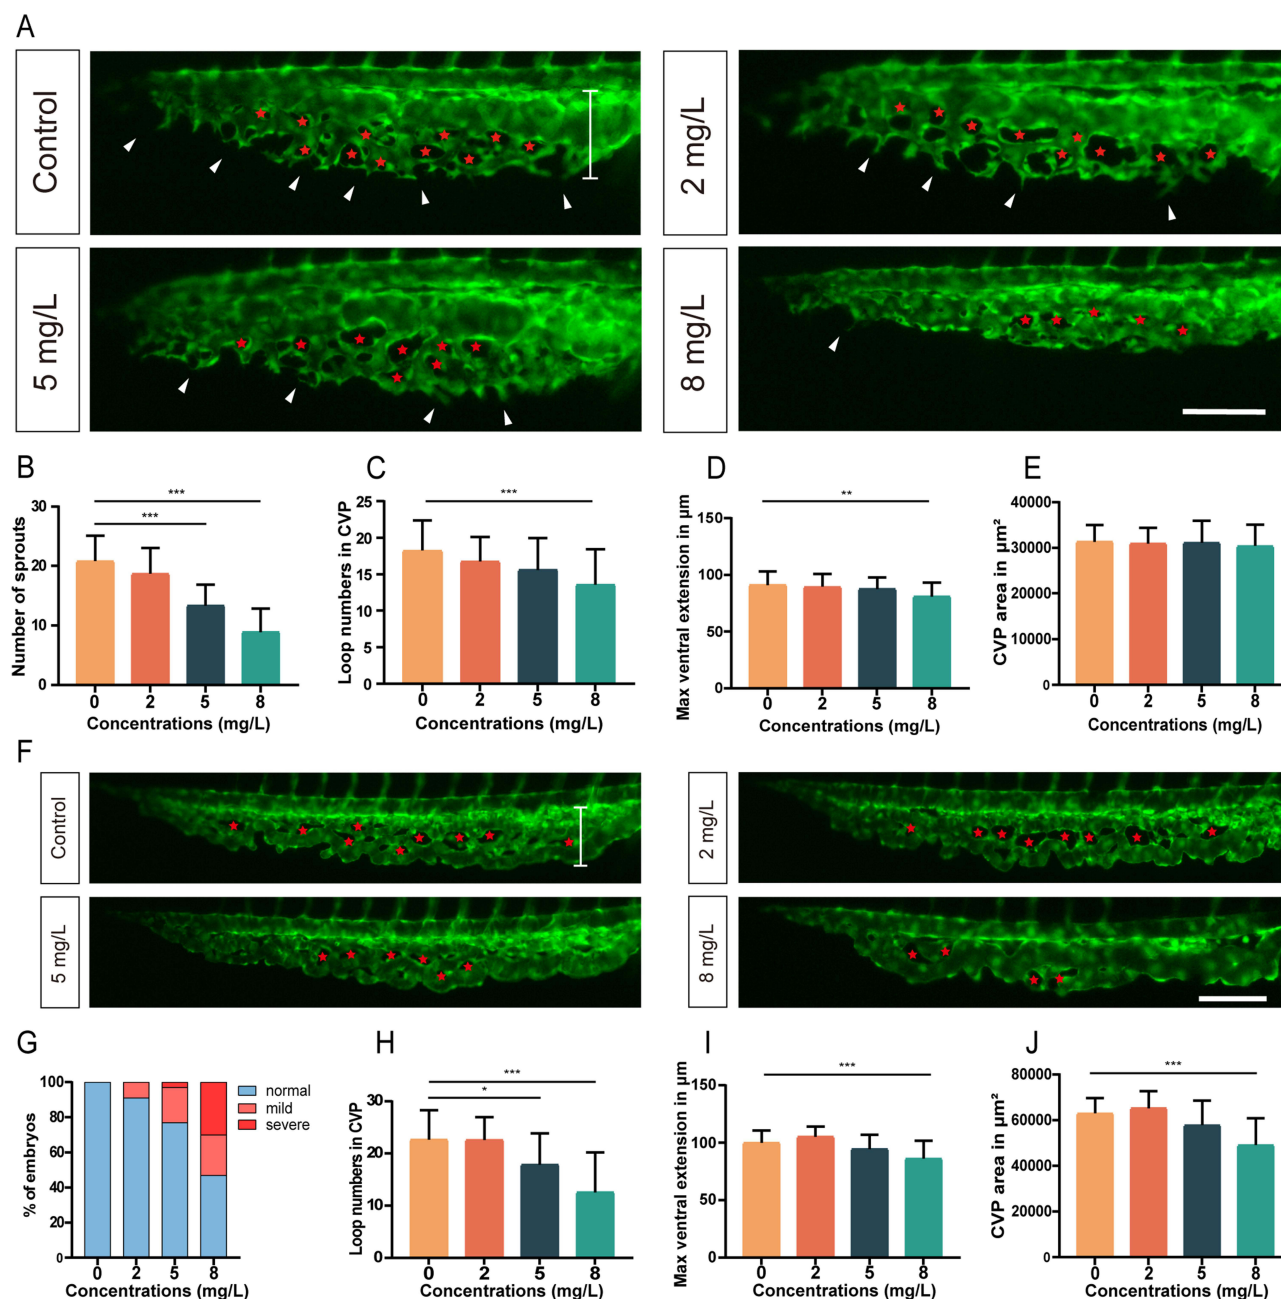 A
Control
2 mg/L
5 mg/L
8 mg/L
B
***
***
30
20
10
0
Number of sprouts
0 2 5 8
Concentrations (mg/L)
C
***
25
20
15
10
5
0
Loop numbers in CVP
0 2 5 8
Concentrations (mg/L)
D
**
150
100
50
0
Max ventral extension in µm
0 2 5 8
Concentrations (mg/L)
E
40000
30000
20000
10000
0
CVP area in µm²
0 2 5 8
Concentrations (mg/L)
F
Control
2 mg/L
5 mg/L
8 mg/L
G
100
80
60
40
20
0
% of embryos
normal
mild
severe
0 2 5 8
Concentrations (mg/L)
H
***
*
30
20
10
0
Loop numbers in CVP
0 2 5 8
Concentrations (mg/L)
I
***
150
100
50
0
Max ventral extension in µm
0 2 5 8
Concentrations (mg/L)
J
***
80000
60000
40000
20000
0
CVP area in µm²
0 2 5 8
Concentrations (mg/L)